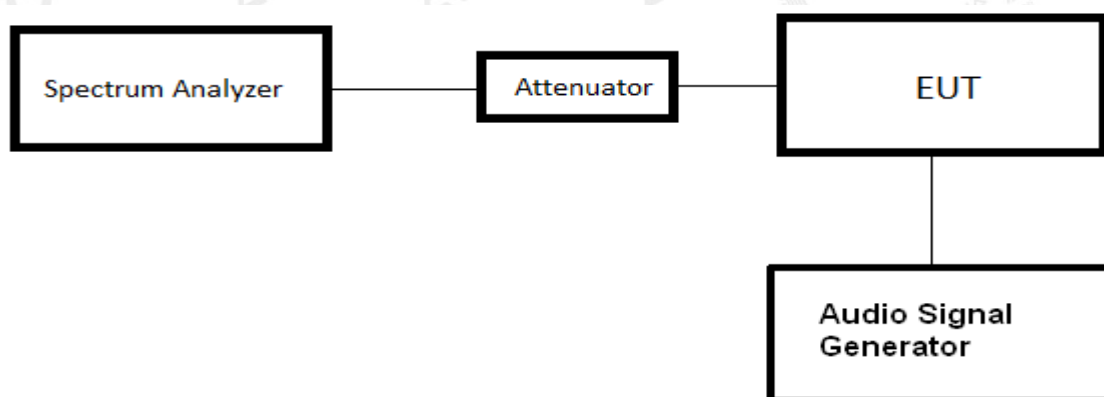 Spectrum Analyzer
Attenuator
EUT
Audio Signal
Generator